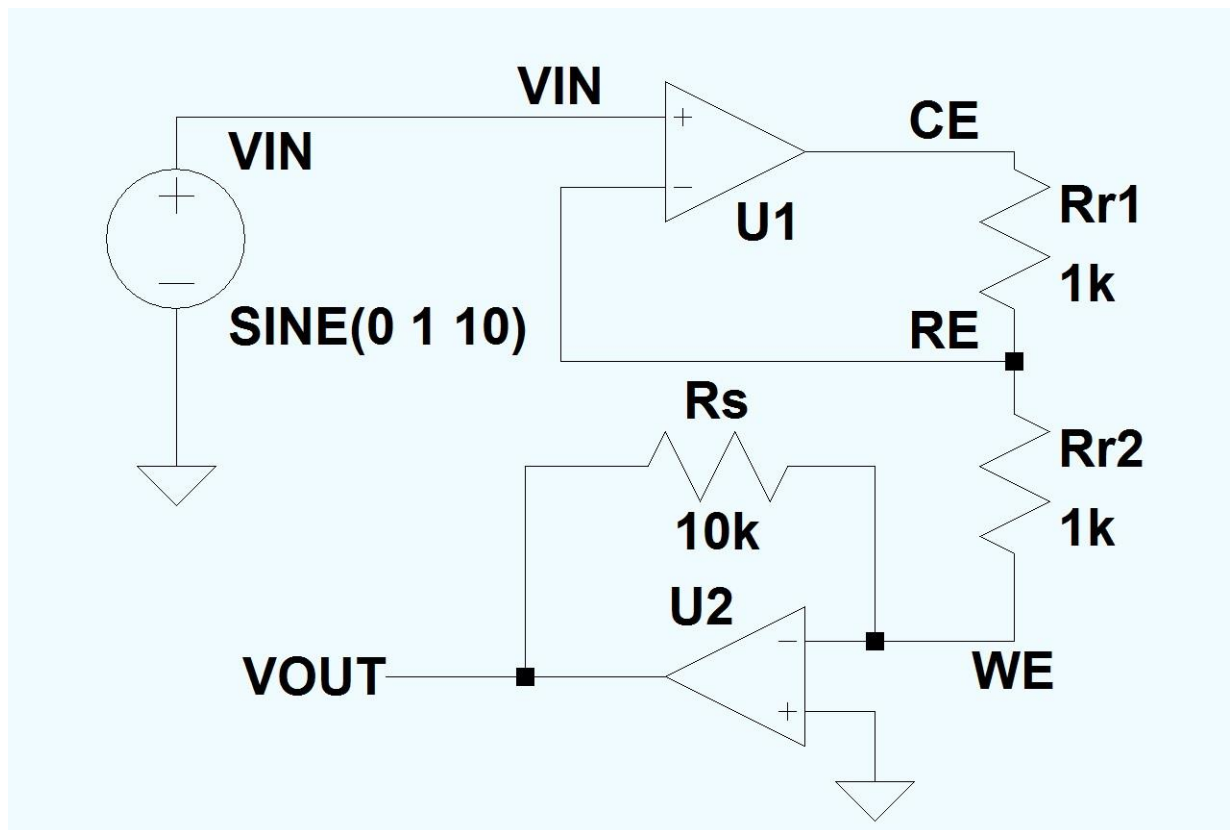 VIN
VIN
SINE(0 1 10)
+
−
U1
CE
Rr1
1k
RE
Rs
10k
Rr2
1k
U2
−
+
WE
VOUT
+
−